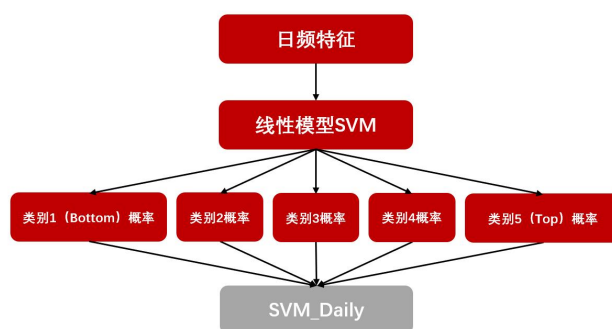 日频特征
线性模型SVM
类别1（Bottom）概率
类别2概率
类别3概率
类别4概率
类别5（Top）概率
SVM_Daily